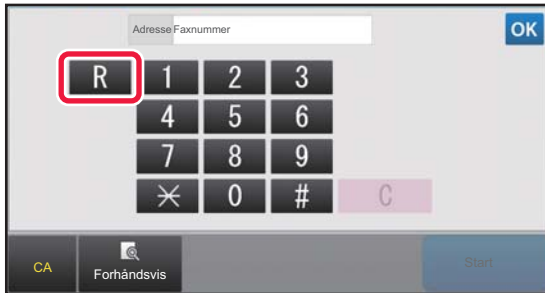 Adresse Faxnummer OK
R 1 2 3
4 5 6
7 8 9
* 0 # C
CA Forhåndsvis Start